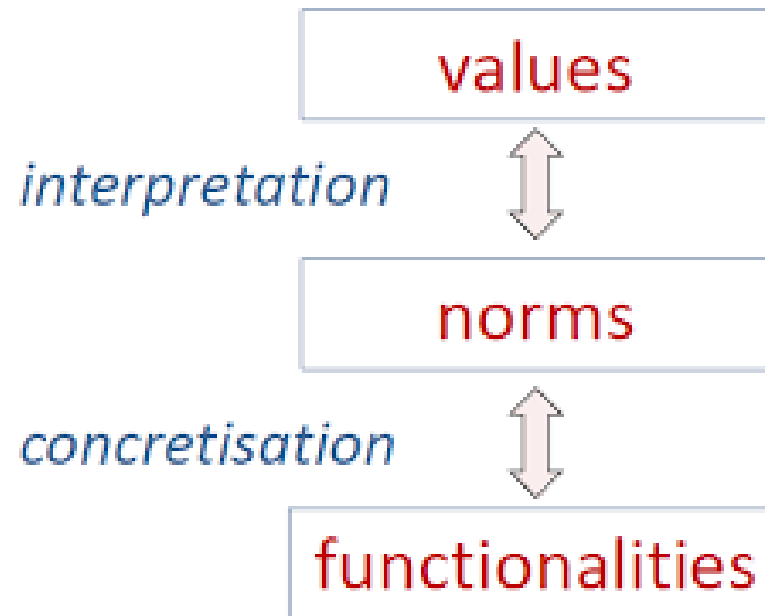 values
interpretation
norms
concretisation
functionalities